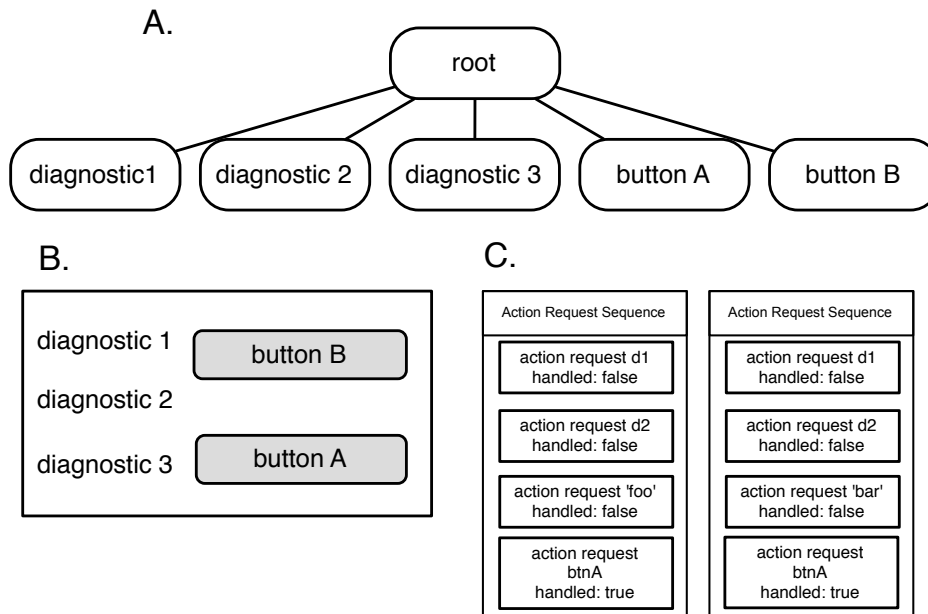 A.
root
diagnostic1
diagnostic 2
diagnostic 3
button A
button B
B.
diagnostic 1
button B
diagnostic 2
diagnostic 3
button A
C.
Action Request Sequence
action request d1
handled: false
action request d2
handled: false
action request 'foo'
handled: false
action request
btnA
handled: true
Action Request Sequence
action request d1
handled: false
action request d2
handled: false
action request 'bar'
handled: false
action request
btnA
handled: true